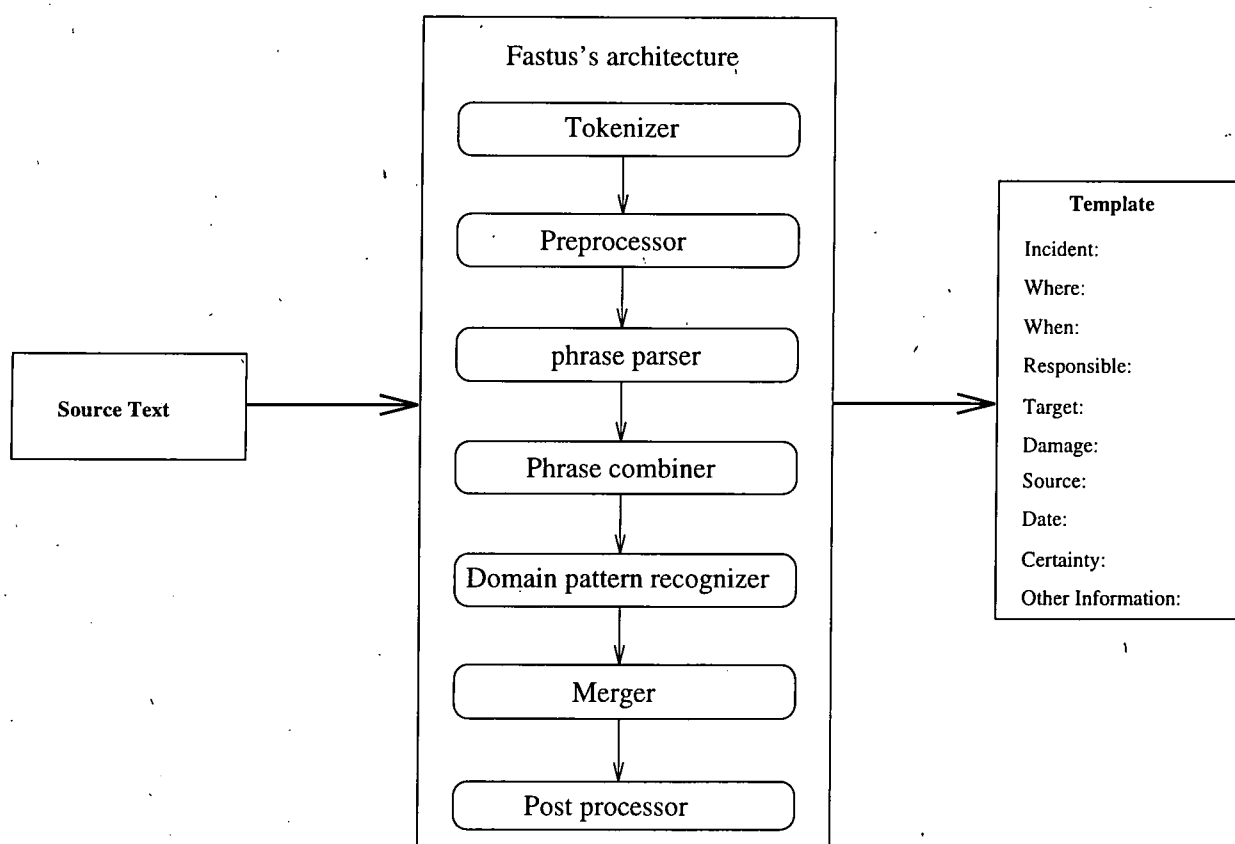 Source Text
Fastus's architecture
Tokenizer
Preprocessor
phrase parser
Phrase combiner
Domain pattern recognizer
Merger
Post processor
Template
Incident:
Where:
When:
Responsible:
Target:
Damage:
Source:
Date:
Certainty:
Other Information: